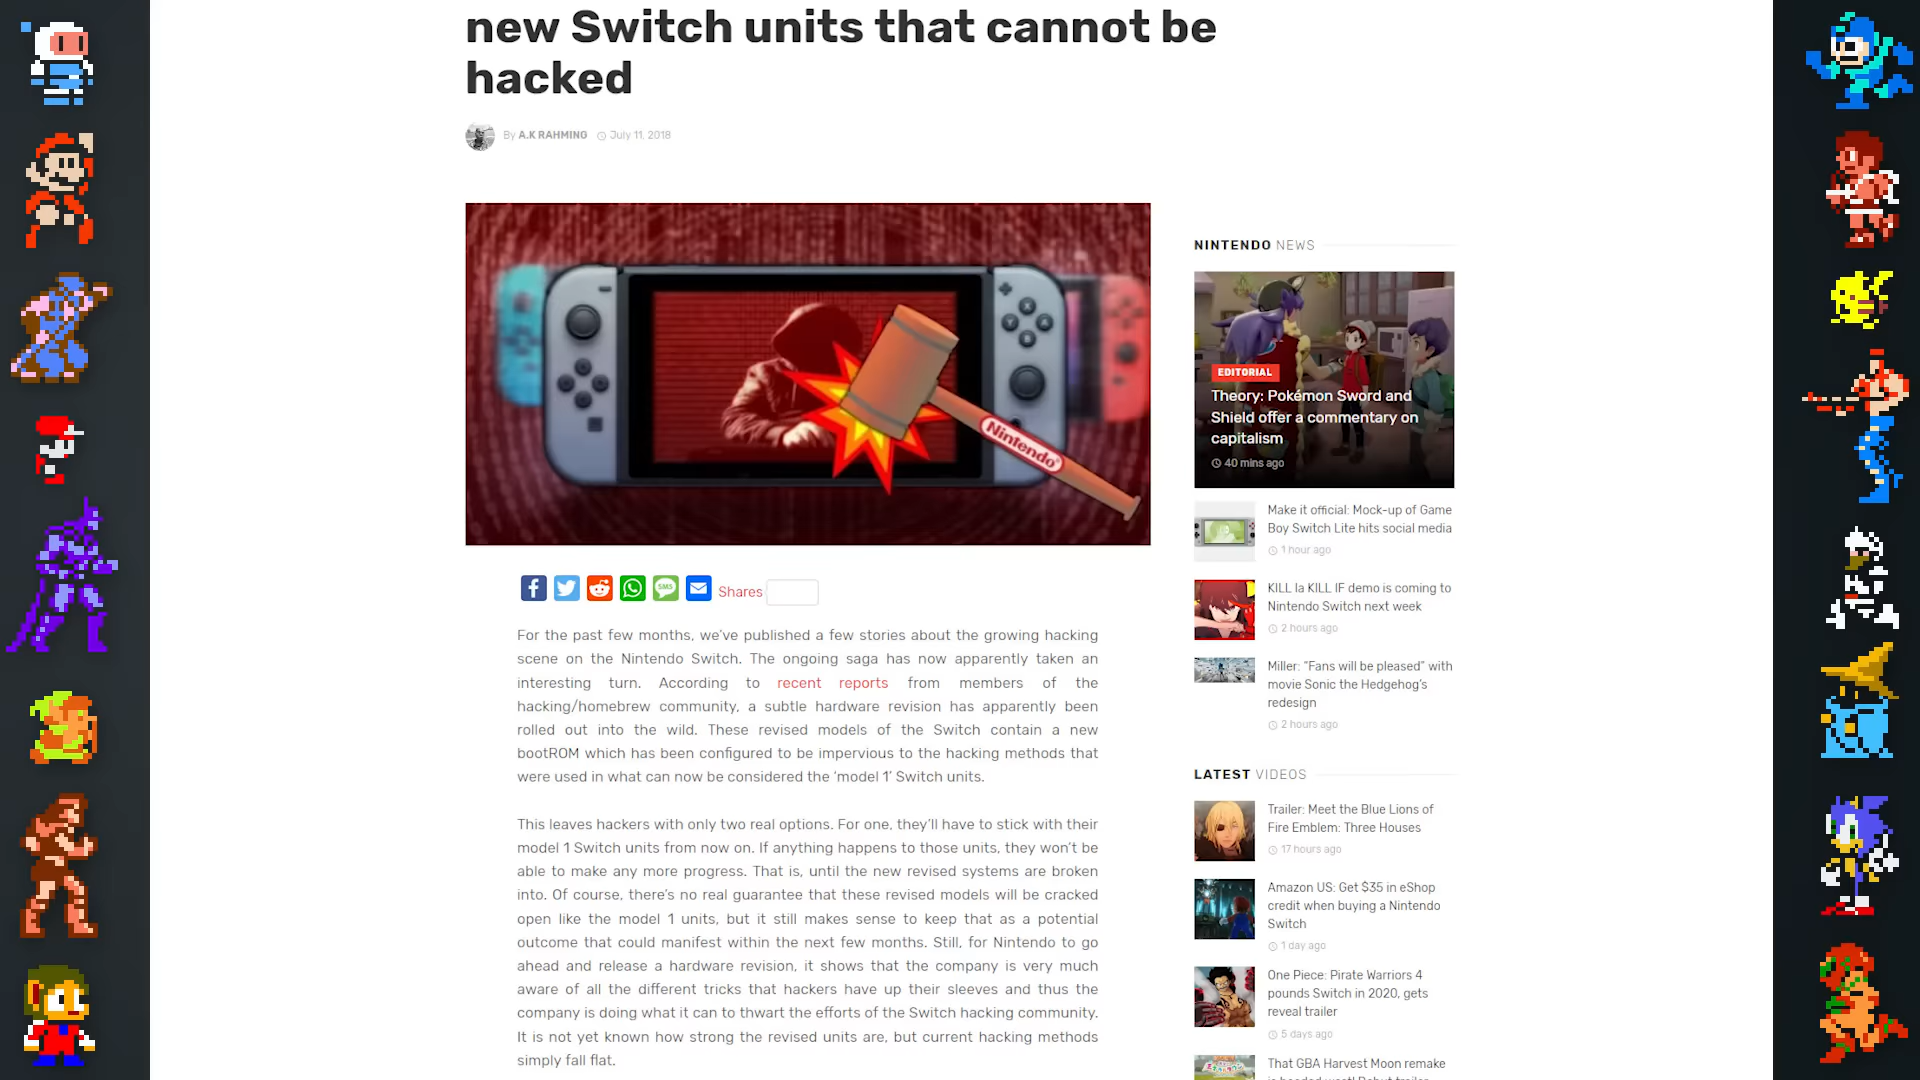 new Switch units that cannot be
hacked
By A.K RAHMING July 11, 2018
Nintendo
Shares
For the past few months, we've published a few stories about the growing hacking
scene on the Nintendo Switch. The ongoing saga has now apparently taken an
interesting turn. According to recent reports from members of the
hacking/homebrew community, a subtle hardware revision has apparently been
rolled out into the wild. These revised models of the Switch contain a new
bootROM which has been configured to be impervious to the hacking methods that
were used in what can now be considered the ‘model 1’ Switch units.
This leaves hackers with only two real options. For one, they'll have to stick with their
model 1 Switch units from now on. If anything happens to those units, they won't be
able to make any more progress. That is, until the new revised systems are broken
into. Of course, there's no real guarantee that these revised models will be cracked
open like the model 1 units, but it still makes sense to keep that as a potential
outcome that could manifest within the next few months. Still, for Nintendo to go
ahead and release a hardware revision, it shows that the company is very much
aware of all the different tricks that hackers have up their sleeves and thus the
company is doing what it can to thwart the efforts of the Switch hacking community.
It is not yet known how strong the revised units are, but current hacking methods
simply fall flat.
NINTENDO NEWS
EDITORIAL
Theory: Pokémon Sword and
Shield offer a commentary on
capitalism
40 mins ago
Make it official: Mock-up of Game
Boy Switch Lite hits social media
1 hour ago
KILL la KILL IF demo is coming to
Nintendo Switch next week
2 hours ago
Miller: “Fans will be pleased” with
movie Sonic the Hedgehog's
redesign
2 hours ago
LATEST VIDEOS
Trailer: Meet the Blue Lions of
Fire Emblem: Three Houses
17 hours ago
Amazon US: Get $35 in eShop
credit when buying a Nintendo
Switch
1 day ago
One Piece: Pirate Warriors 4
pounds Switch in 2020, gets
reveal trailer
5 days ago
That GBA Harvest Moon remake